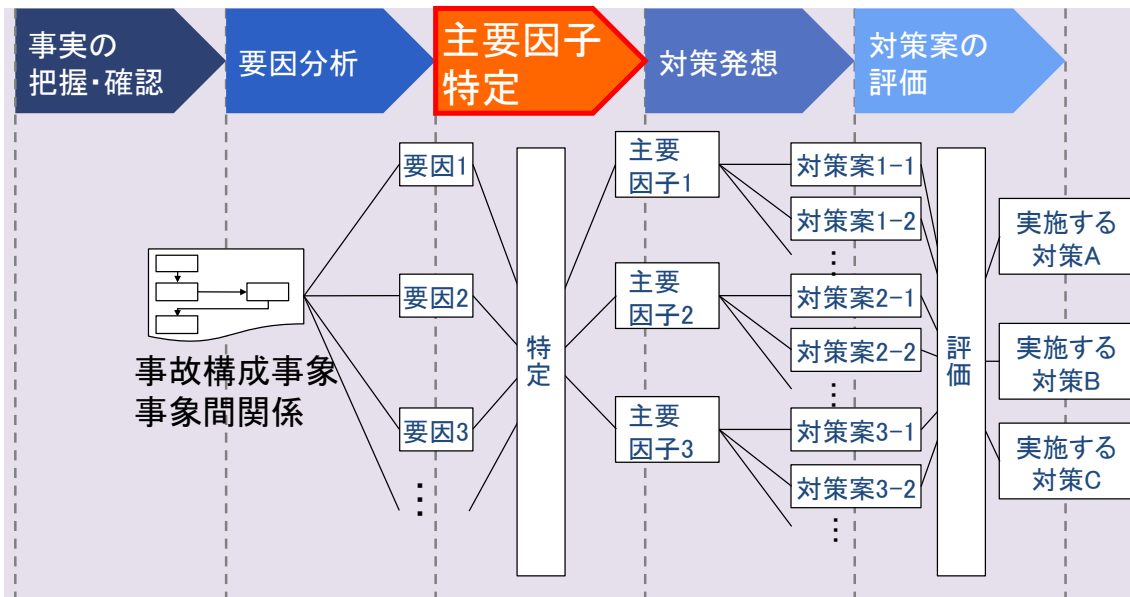 事実の
把握・確認
要因分析
主要因子
特定
対策発想
対策案の
評価
事故構成事象
事象間関係
要因1
要因2
要因3
⋮
特
定
主要
因子1
主要
因子2
主要
因子3
対策案1-1
対策案1-2
⋮
対策案2-1
対策案2-2
⋮
対策案3-1
対策案3-2
⋮
評
価
実施する
対策A
実施する
対策B
実施する
対策C